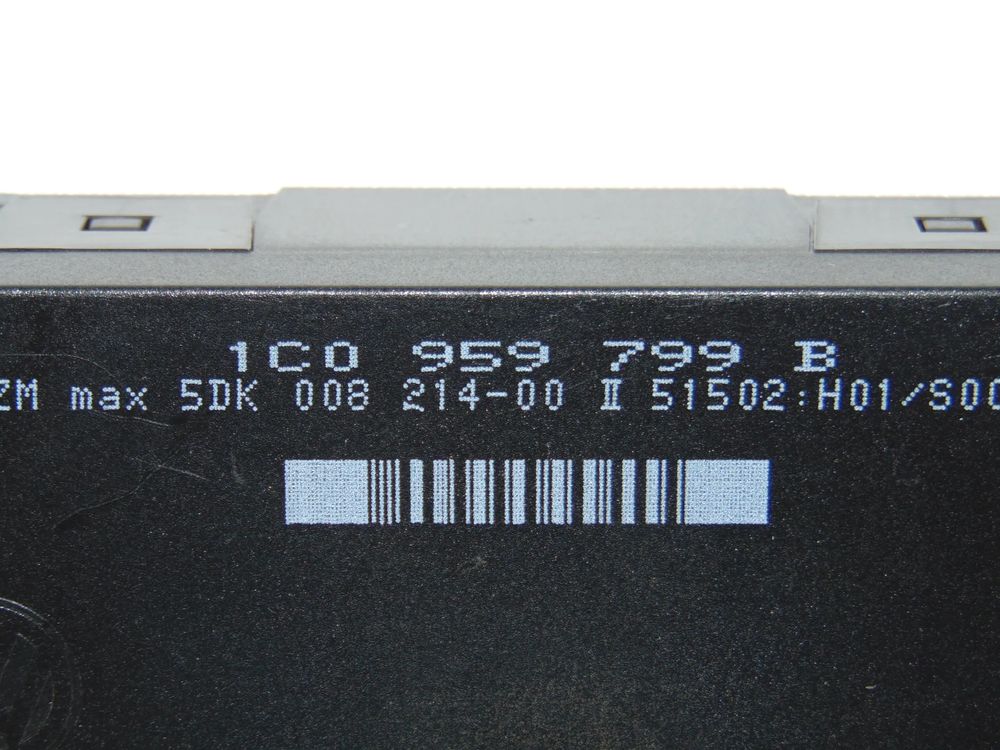 1C0 959 799 B
ZM max 5DK 008 214-00 II 51502:H01/S00